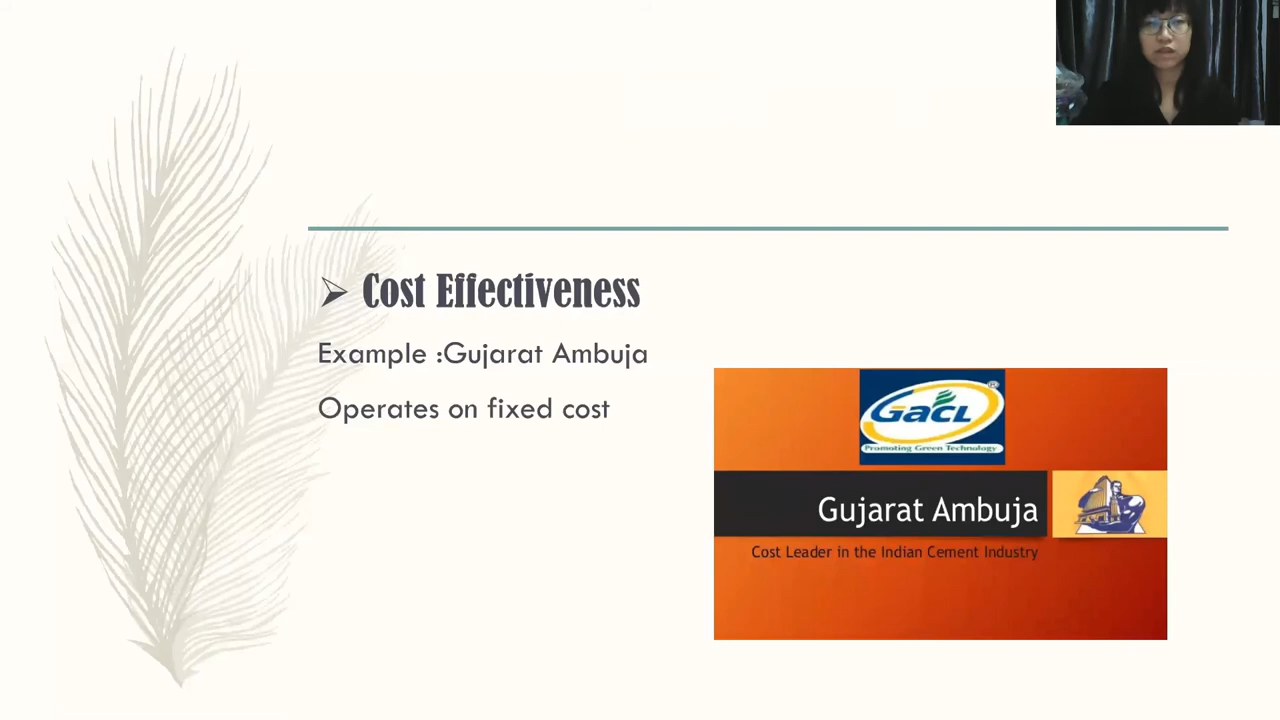 Cost Effectiveness
Example :Gujarat Ambuja
Operates on fixed cost
GACL
Promoting Green Technology
Gujarat Ambuja
Cost Leader in the Indian Cement Industry